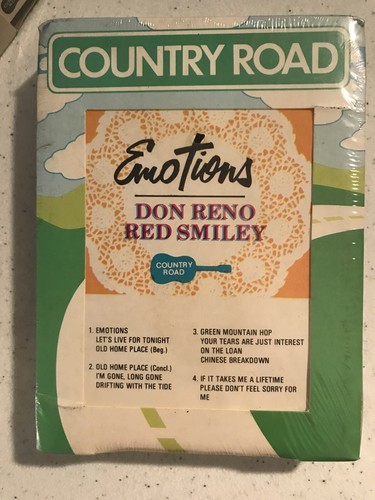 COUNTRY ROAD
Emotions
DON RENO
RED SMILEY
COUNTRY
ROAD
1. EMOTIONS
LET'S LIVE FOR TONIGHT
OLD HOME PLACE (Beg.)
2. OLD HOME PLACE (Concl.)
I'M GONE, LONG GONE
DRIFTING WITH THE TIDE
3. GREEN MOUNTAIN HOP
YOUR TEARS ARE JUST INTEREST
ON THE LOAN
CHINESE BREAKDOWN
4. IF IT TAKES ME A LIFETIME
PLEASE DON'T FEEL SORRY FOR
ME